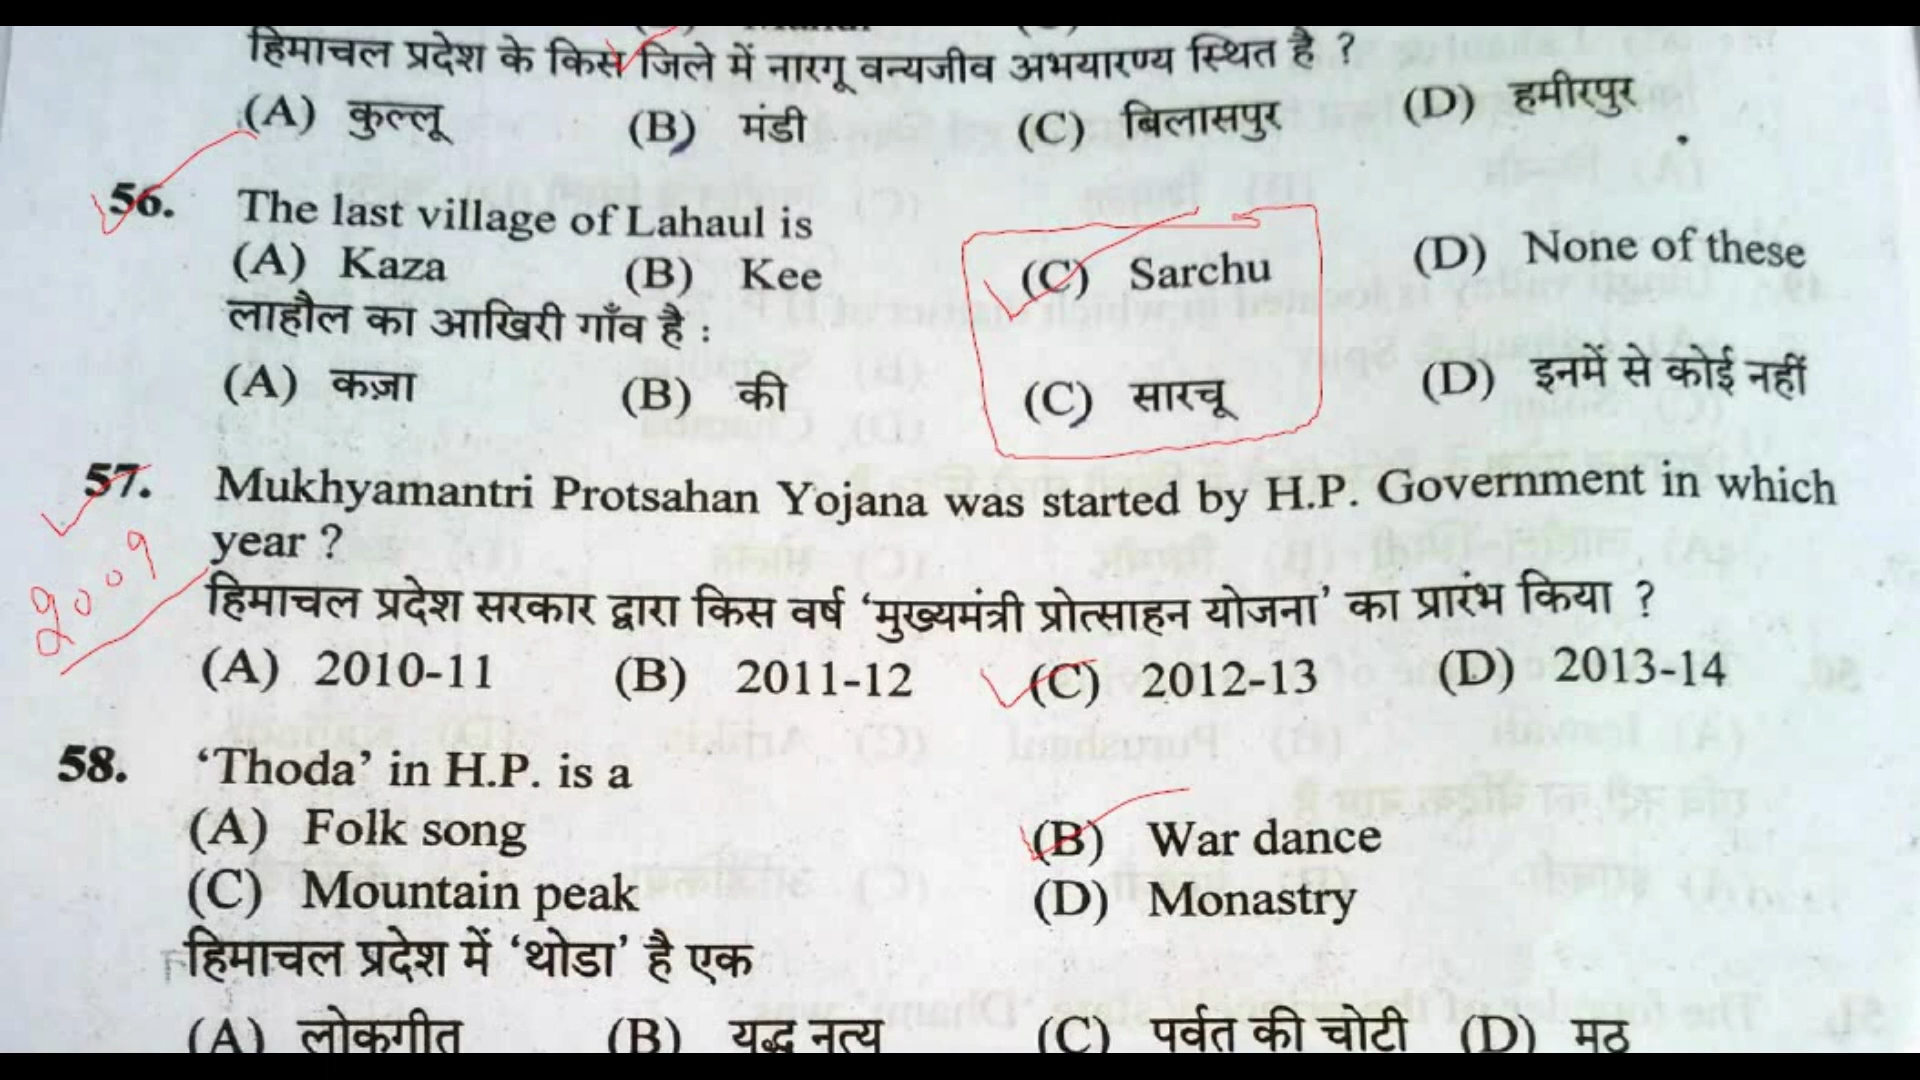 हिमाचल प्रदेश के किस जिले में नारगू वन्यजीव अभयारण्य स्थित है ?
(A) कुल्लू (B) मंडी (C) बिलासपुर (D) हमीरपुर
56. The last village of Lahaul is
(A) Kaza (B) Kee (C) Sarchu (D) None of these
लाहौल का आखिरी गाँव है :
(A) कज़ा (B) की (C) सारचू (D) इनमें से कोई नहीं
57. Mukhyamantri Protsahan Yojana was started by H.P. Government in which
year ?
2009
हिमाचल प्रदेश सरकार द्वारा किस वर्ष ‘मुख्यमंत्री प्रोत्साहन योजना’ का प्रारंभ किया ?
(A) 2010-11 (B) 2011-12 (C) 2012-13 (D) 2013-14
58. ‘Thoda’ in H.P. is a
(A) Folk song (B) War dance
(C) Mountain peak (D) Monastry
हिमाचल प्रदेश में ‘थोडा’ है एक
(A) लोकगीत (B) युद्ध नृत्य (C) पर्वत की चोटी (D) मठ